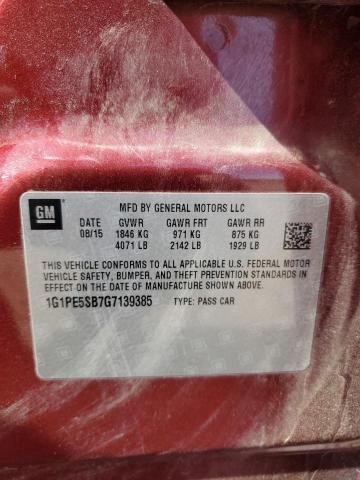 GM
MFD BY GENERAL MOTORS LLC
DATE GVWR GAWR FRT GAWR RR
08/15 1846 KG 971 KG 875 KG
4071 LB 2142 LB 1929 LB
THIS VEHICLE CONFORMS TO ALL APPLICABLE U.S. FEDERAL MOTOR
VEHICLE SAFETY, BUMPER, AND THEFT PREVENTION STANDARDS
IN EFFECT ON THE DATE OF MANUFACTURE SHOWN ABOVE.
1G1PE5SB7G7139385 TYPE: PASS CAR